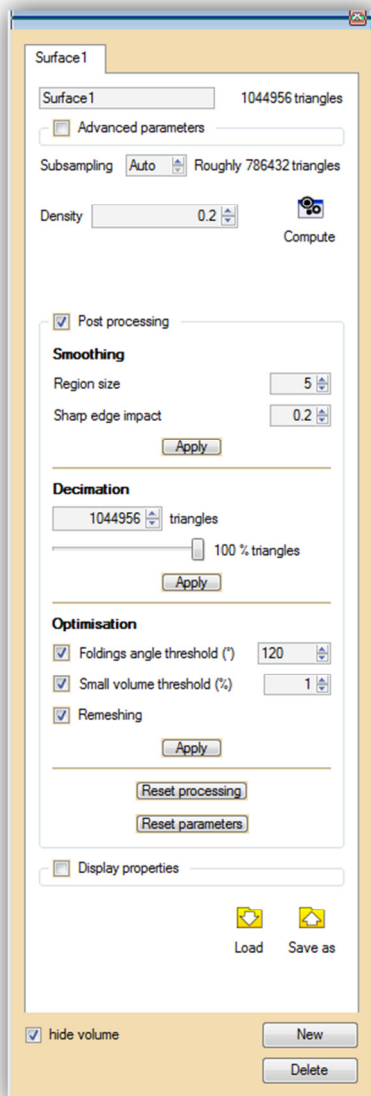 Surface1
Surface1 1044956 triangles
Advanced parameters
Subsampling Auto Roughly 786432 triangles
Density 0.2
Compute
Post processing
Smoothing
Region size 5
Sharp edge impact 0.2
Apply
Decimation
1044956 triangles
100 % triangles
Apply
Optimisation
Foldings angle threshold (°) 120
Small volume threshold (%) 1
Remeshing
Apply
Reset processing
Reset parameters
Display properties
Load Save as
hide volume New
Delete